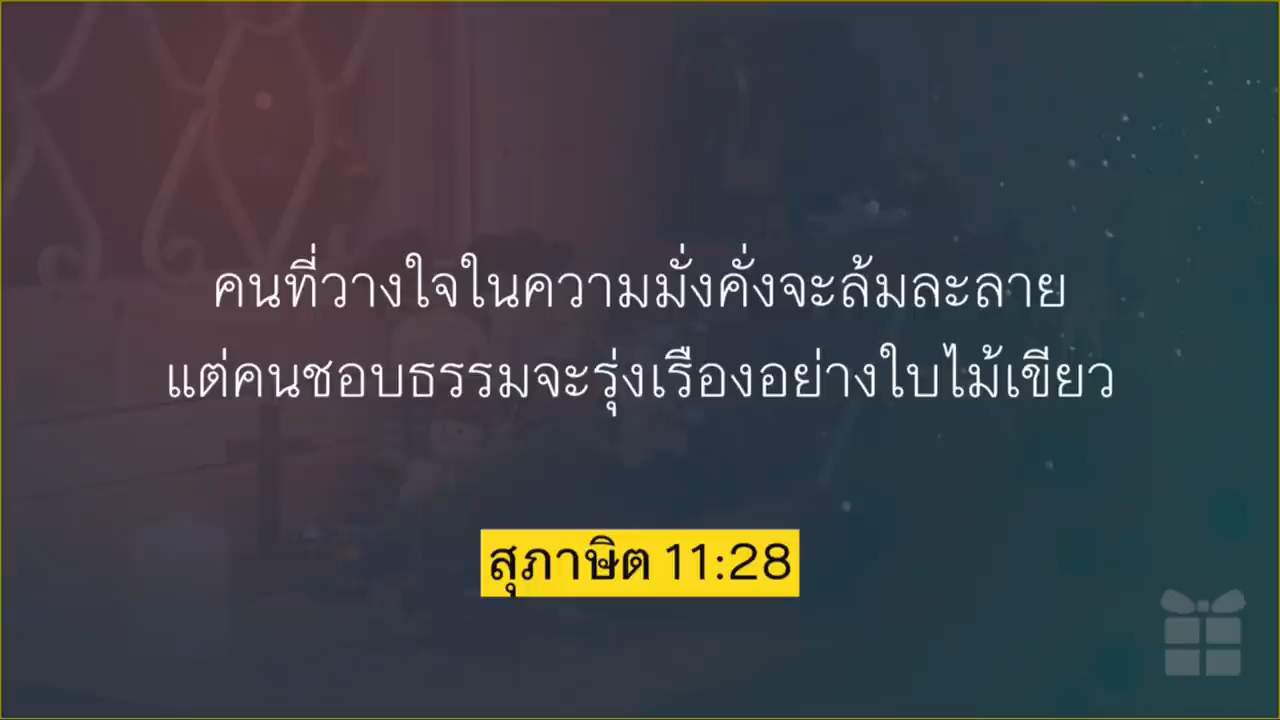 คนที่วางใจในความมั่งคั่งจะล้มละลาย
แต่คนชอบธรรมจะรุ่งเรืองอย่างใบไม้เขียว
สุภาษิต 11:28